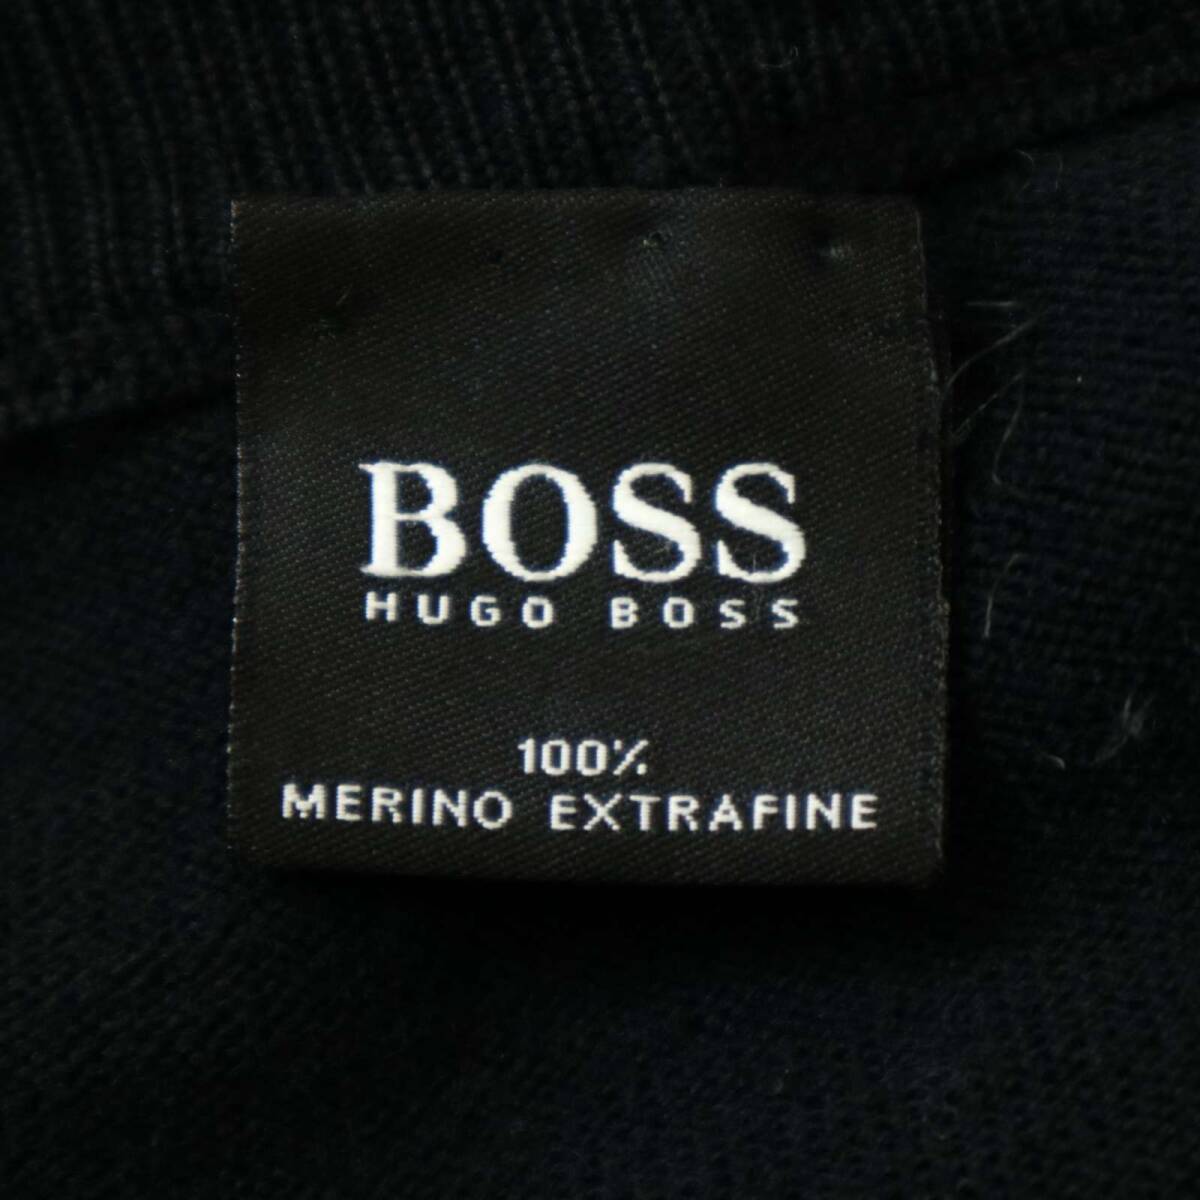 BOSS
HUGO BOSS
100%
MERINO EXTRAFINE